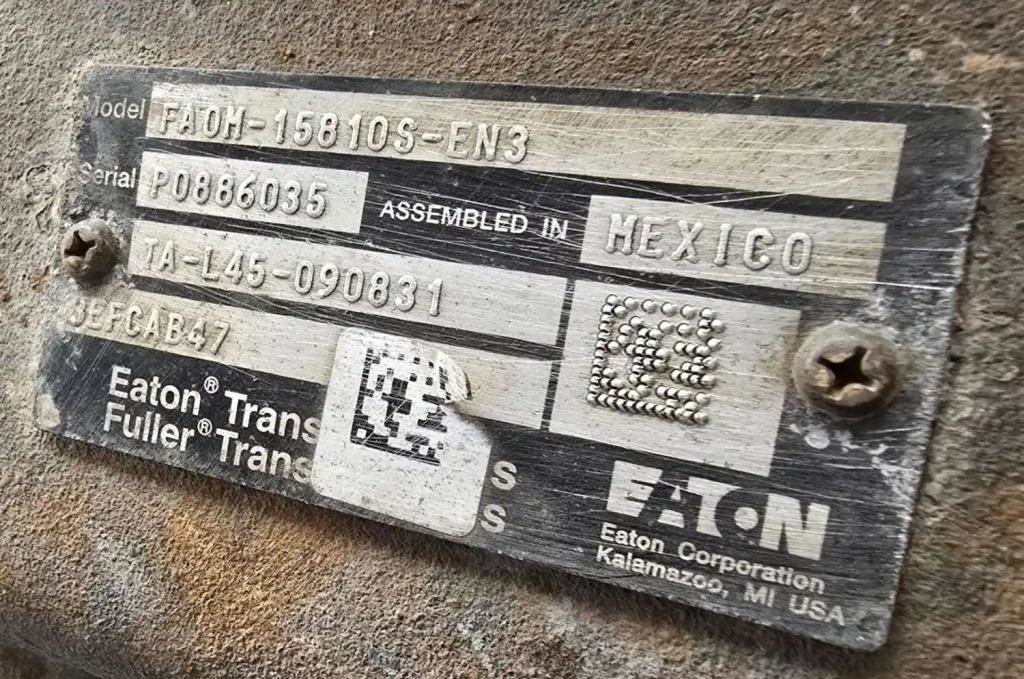 Model FAOM-15810S-EN3
Serial P0886035 ASSEMBLED IN MEXICO
TA-L45-090831
3EFCAB47
Eaton® Trans s
Fuller® Trans s
EATON
Eaton Corporation
Kalamazoo, MI USA